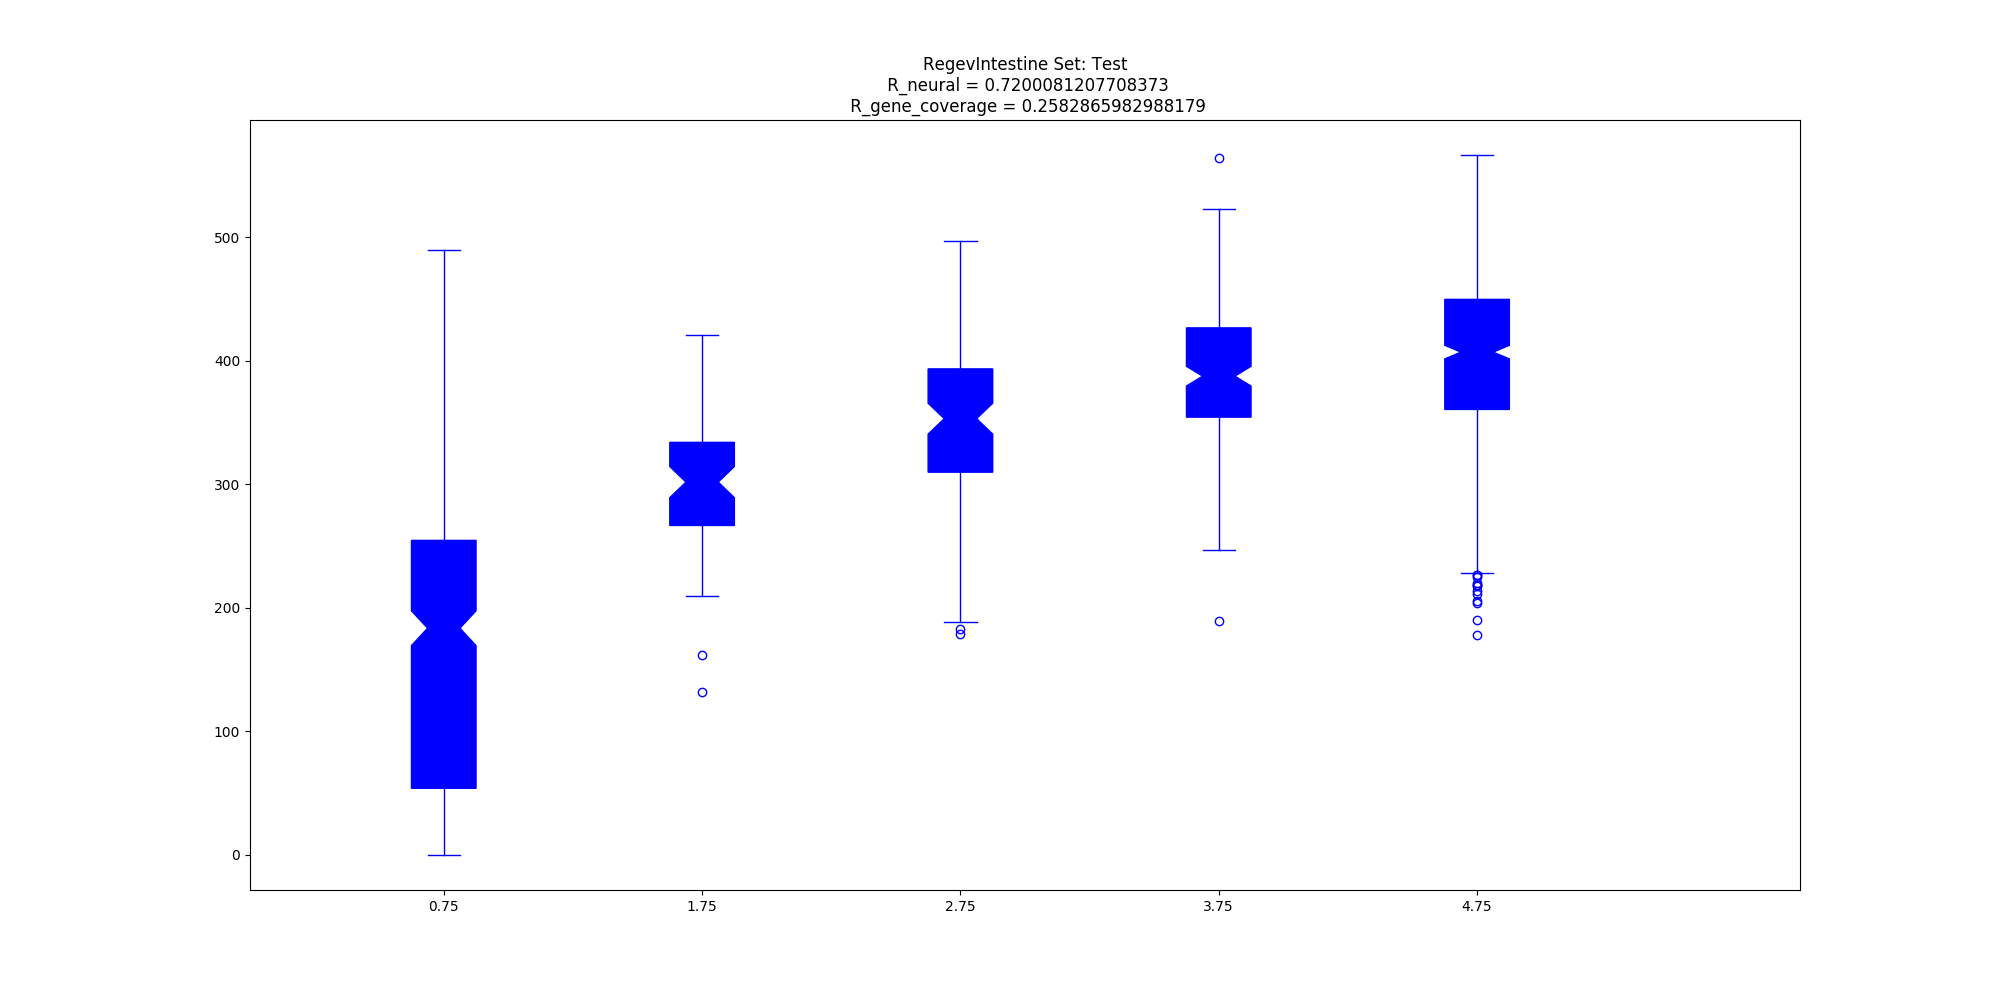 RegevIntestine Set: Test
R_neural = 0.7200081207708373
R_gene_coverage = 0.2582865982988179
500
400
300
200
100
0
0.75 1.75 2.75 3.75 4.75